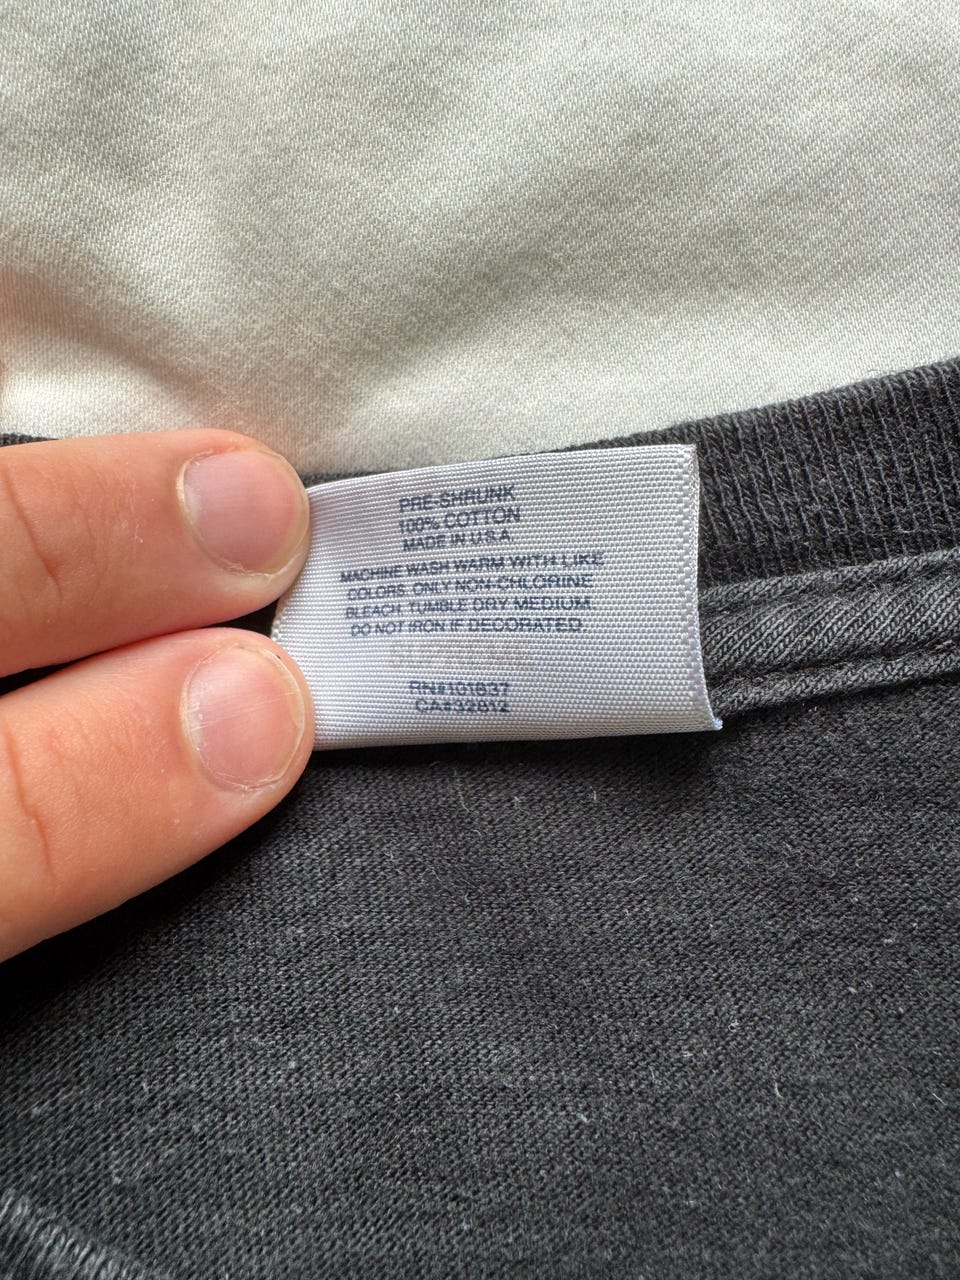 PRE-SHRUNK
100% COTTON
MADE IN U.S.A.
MACHINE WASH WARM WITH LIKE
COLORS. ONLY NON-CHLORINE
BLEACH. TUMBLE DRY MEDIUM.
DO NOT IRON IF DECORATED.
RN#101837
CA#32812